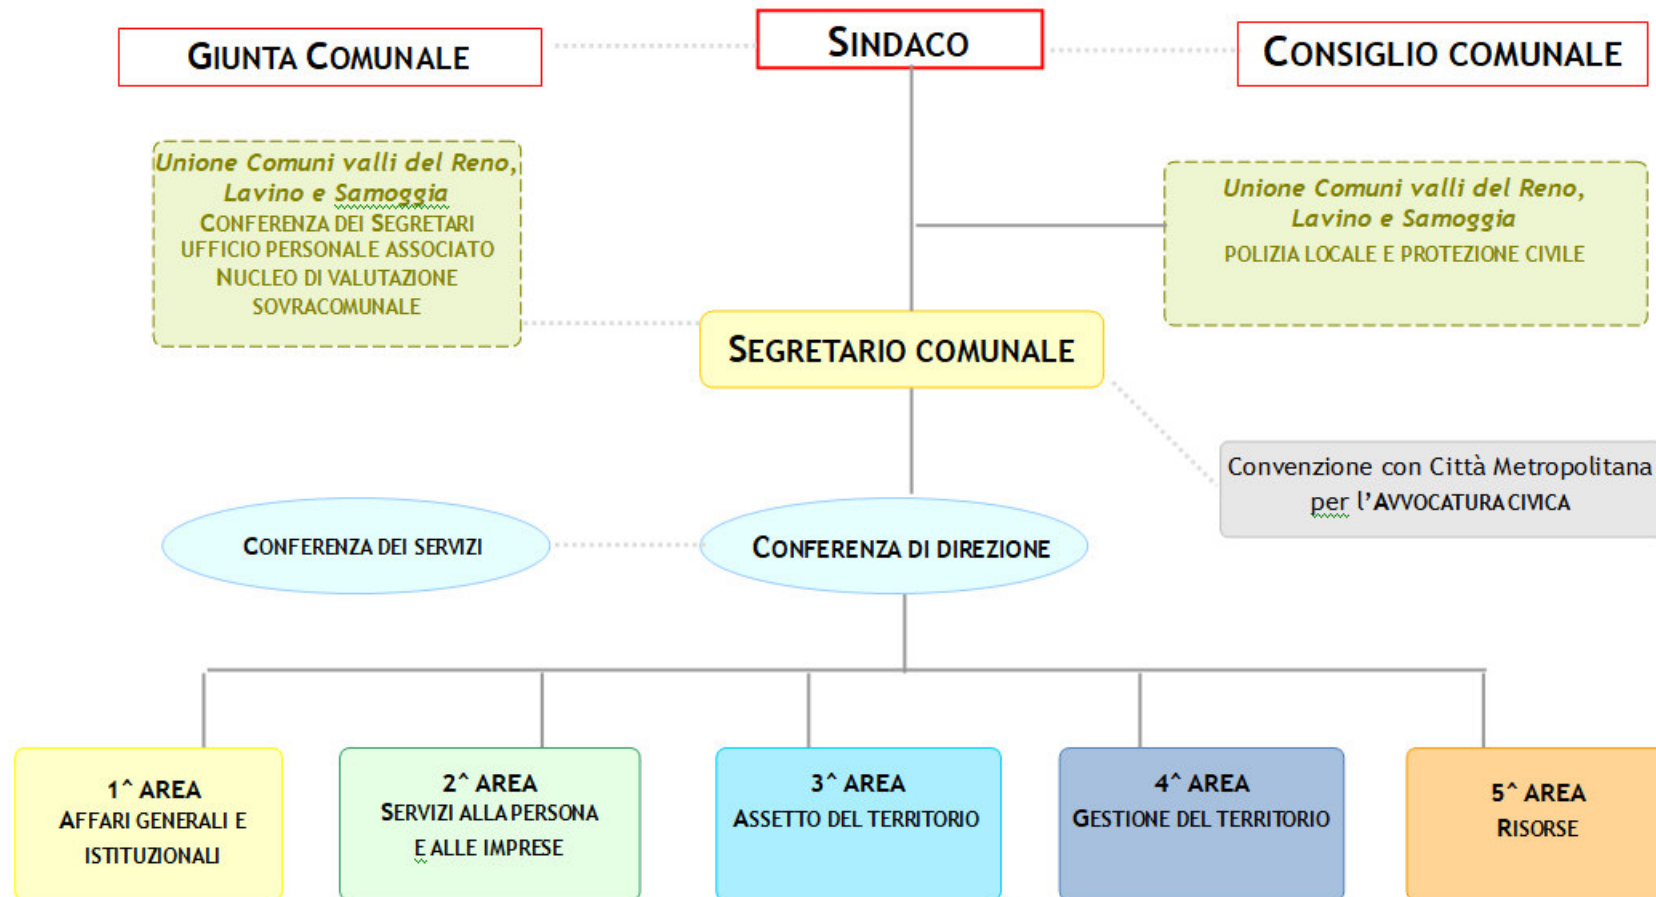 GIUNTA COMUNALE
SINDACO
CONSIGLIO COMUNALE
Unione Comuni valli del Reno,
Lavino e Samoggia
CONFERENZA DEI SEGRETARI
UFFICIO PERSONALE ASSOCIATO
NUCLEO DI VALUTAZIONE
SOVRACOMUNALE
Unione Comuni valli del Reno,
Lavino e Samoggia
POLIZIA LOCALE E PROTEZIONE CIVILE
SEGRETARIO COMUNALE
Convenzione con Città Metropolitana
per l'AVVOCATURA CIVICA
CONFERENZA DEI SERVIZI
CONFERENZA DI DIREZIONE
1^ AREA
AFFARI GENERALI E
ISTITUZIONALI
2^ AREA
SERVIZI ALLA PERSONA
E ALLE IMPRESE
3^ AREA
ASSETTO DEL TERRITORIO
4^ AREA
GESTIONE DEL TERRITORIO
5^ AREA
RISORSE